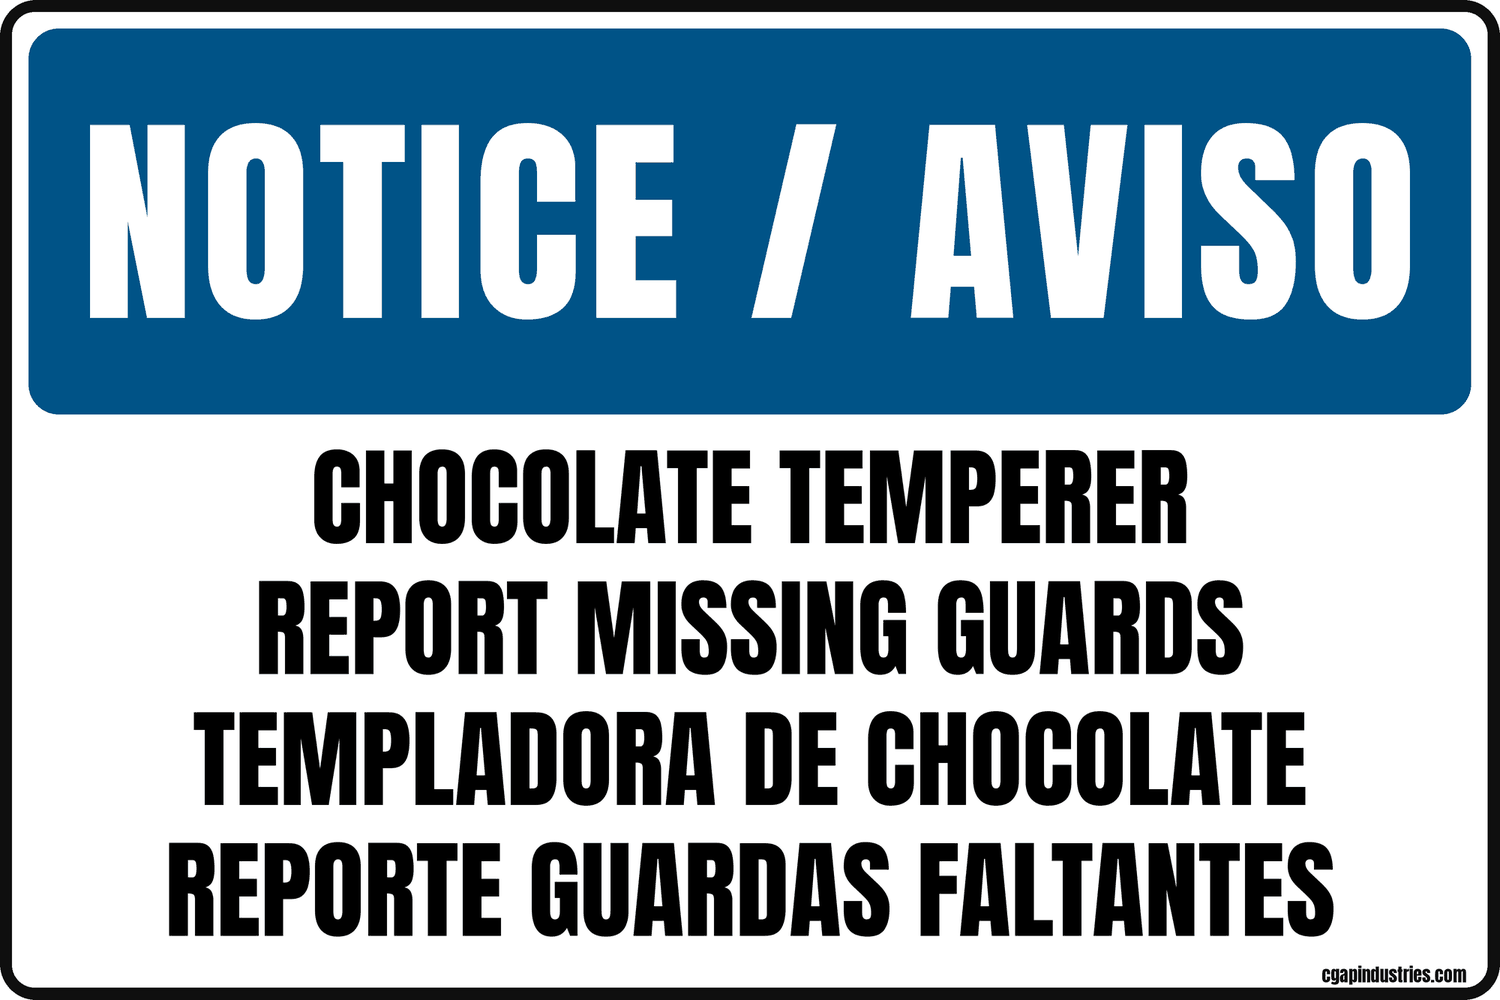 NOTICE / AVISO
CHOCOLATE TEMPERER
REPORT MISSING GUARDS
TEMPLADORA DE CHOCOLATE
REPORTE GUARDAS FALTANTES
cgapindustries.com